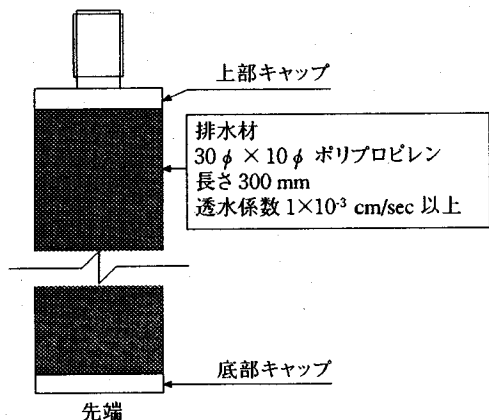 上部キャップ
排水材
30φ × 10φ ポリプロピレン
長さ 300 mm
透水係数 1×10⁻³ cm/sec 以上
底部キャップ
先端